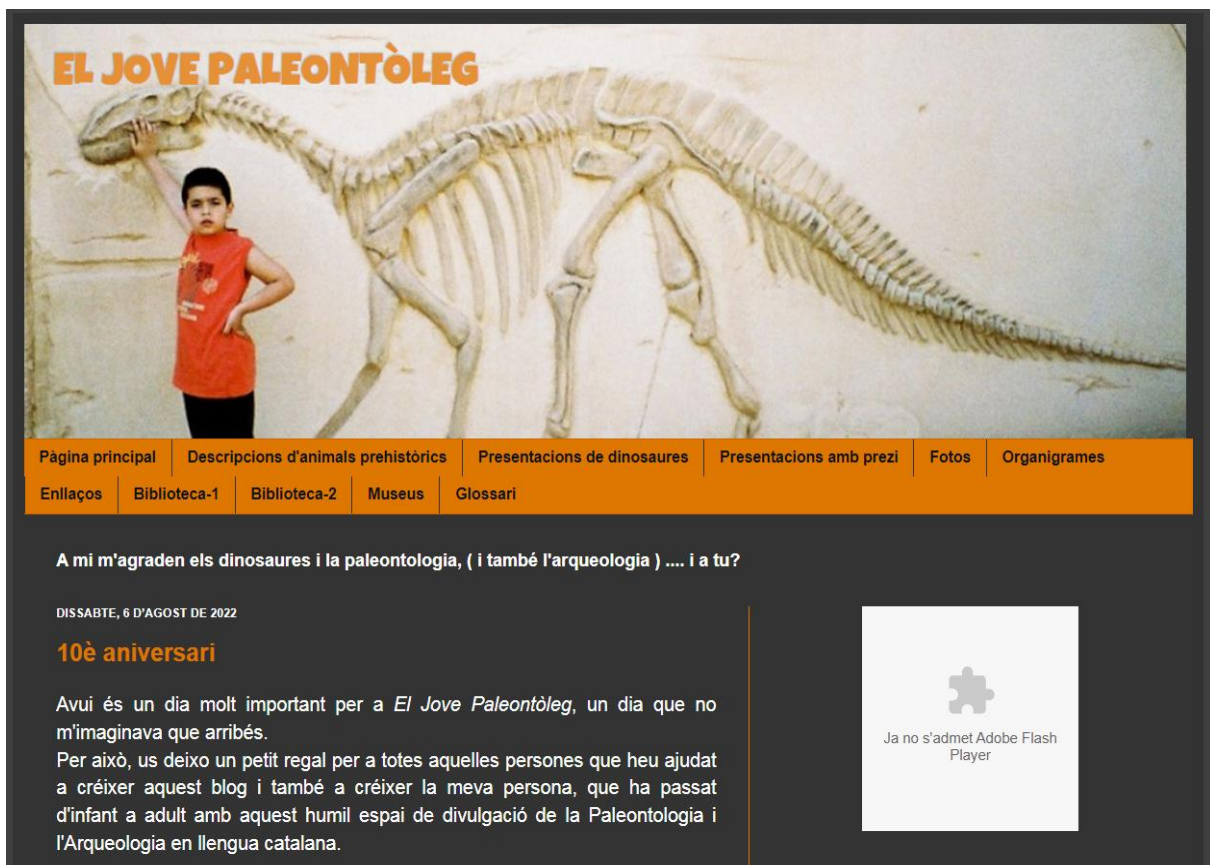 EL JOVE PALEONTÒLEG
Pàgina principal Descripcions d'animals prehistòrics Presentacions de dinosaures Presentacions amb prezi Fotos Organigrames
Enllaços Biblioteca-1 Biblioteca-2 Museus Glossari
A mi m'agraden els dinosaures i la paleontologia, ( i també l'arqueologia ) .... i a tu?
DISSABTE, 6 D'AGOST DE 2022
10è aniversari
Avui és un dia molt important per a El Jove Paleontòleg, un dia que no
m'imaginava que arribés.
Per això, us deixo un petit regal per a totes aquelles persones que heu ajudat
a créixer aquest blog i també a créixer la meva persona, que ha passat
d'infant a adult amb aquest humil espai de divulgació de la Paleontologia i
l'Arqueologia en llengua catalana.
Ja no s'admet Adobe Flash
Player